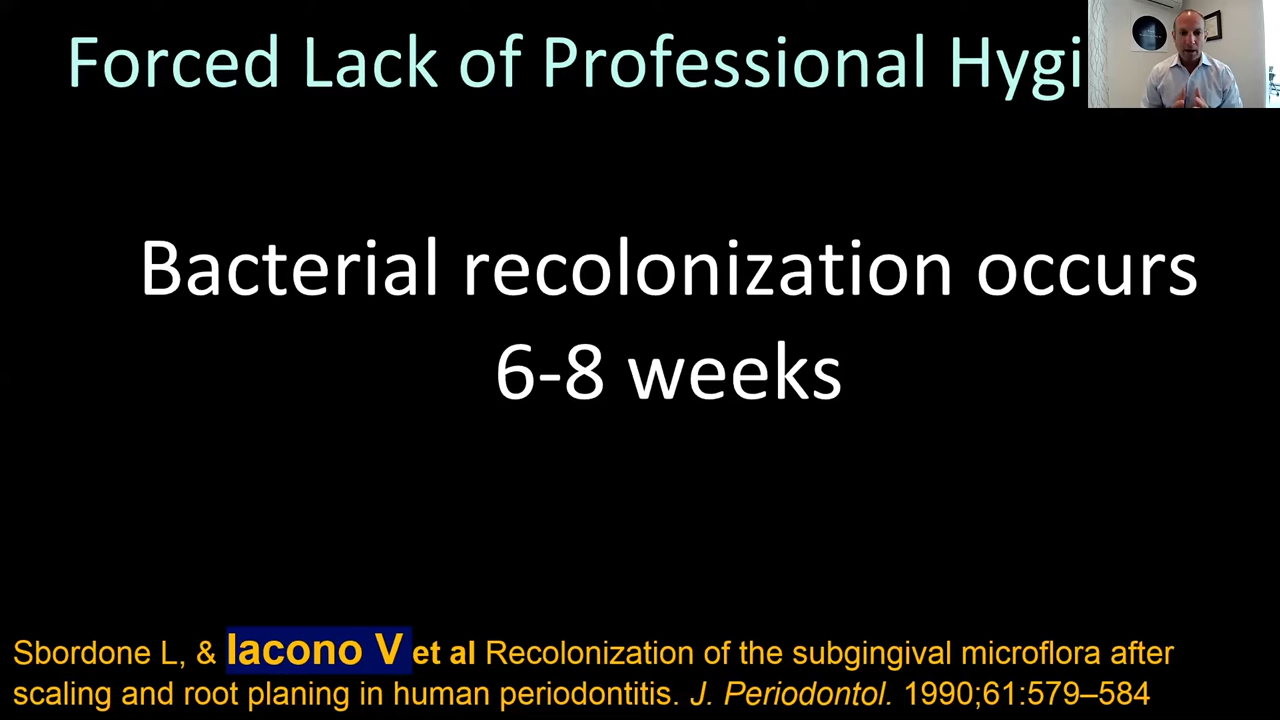 Forced Lack of Professional Hygi
Bacterial recolonization occurs
6-8 weeks
Sbordone L, & Iacono V et al Recolonization of the subgingival microflora after
scaling and root planing in human periodontitis. J. Periodontol. 1990;61:579–584